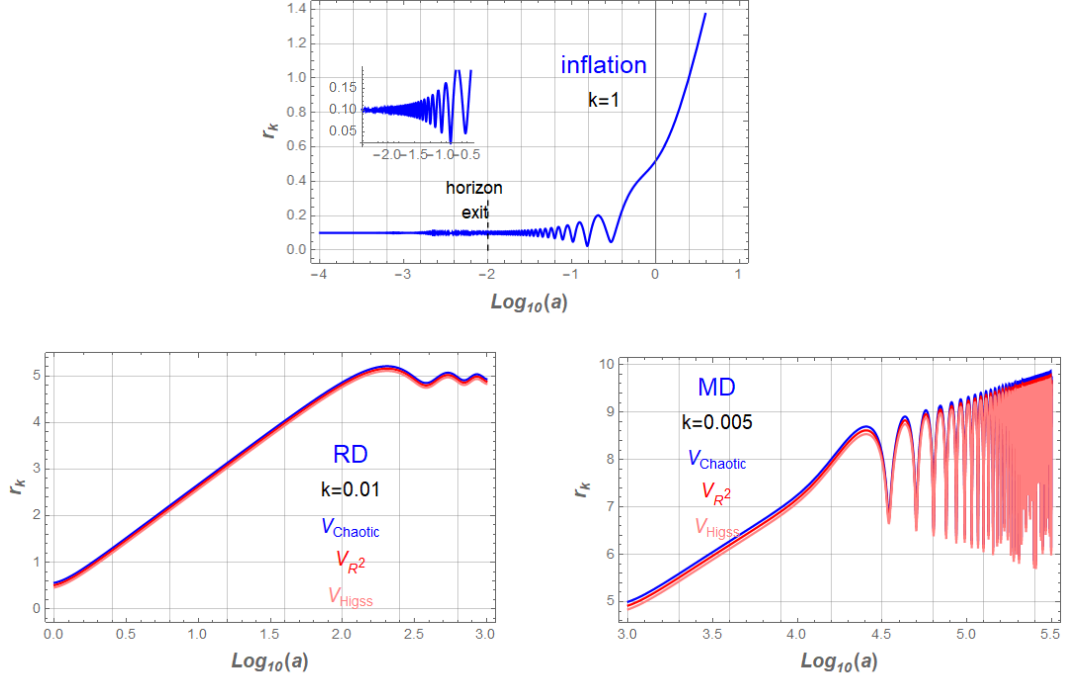 1.4
1.2
1.0
0.8
0.6
0.4
0.2
0.0
r_k
inflation
k=1
0.15
0.10
0.05
−2.0 −1.5 −1.0 −0.5
horizon
exit
−4 −3 −2 −1 0 1
Log₁₀(a)
5
4
3
2
1
0
r_k
RD
k=0.01
V_Chaotic
V_R²
V_Higss
0.0 0.5 1.0 1.5 2.0 2.5 3.0
Log₁₀(a)
10
9
8
7
6
5
r_k
MD
k=0.005
V_Chaotic
V_R²
V_Higss
3.0 3.5 4.0 4.5 5.0 5.5
Log₁₀(a)